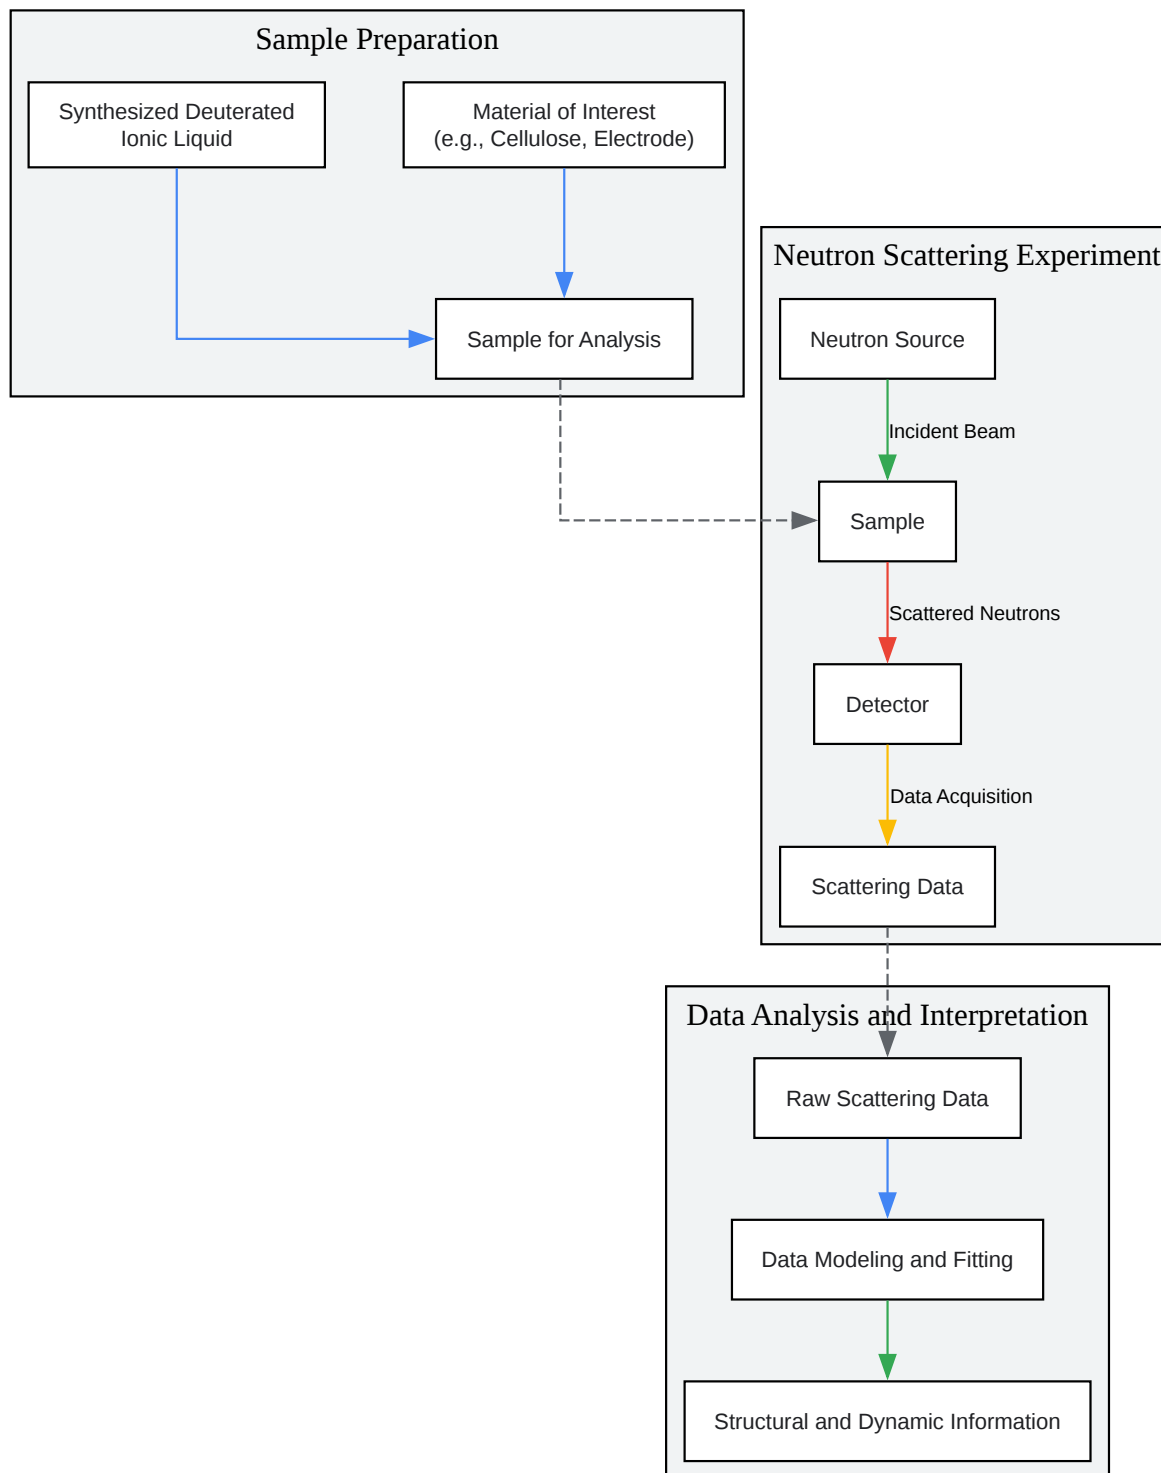 Sample Preparation
Synthesized Deuterated
Ionic Liquid
Material of Interest
(e.g., Cellulose, Electrode)
Sample for Analysis
Neutron Scattering Experiment
Neutron Source
Incident Beam
Sample
Scattered Neutrons
Detector
Data Acquisition
Scattering Data
Data Analysis and Interpretation
Raw Scattering Data
Data Modeling and Fitting
Structural and Dynamic Information